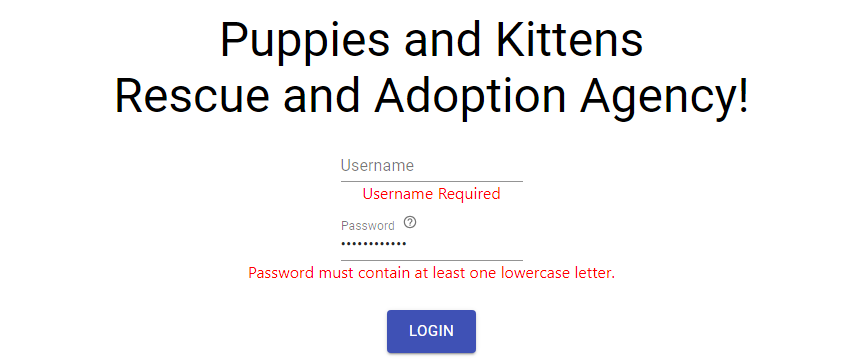 Puppies and Kittens
Rescue and Adoption Agency!
Username
Username Required
Password ?
••••••••••••
Password must contain at least one lowercase letter.
LOGIN